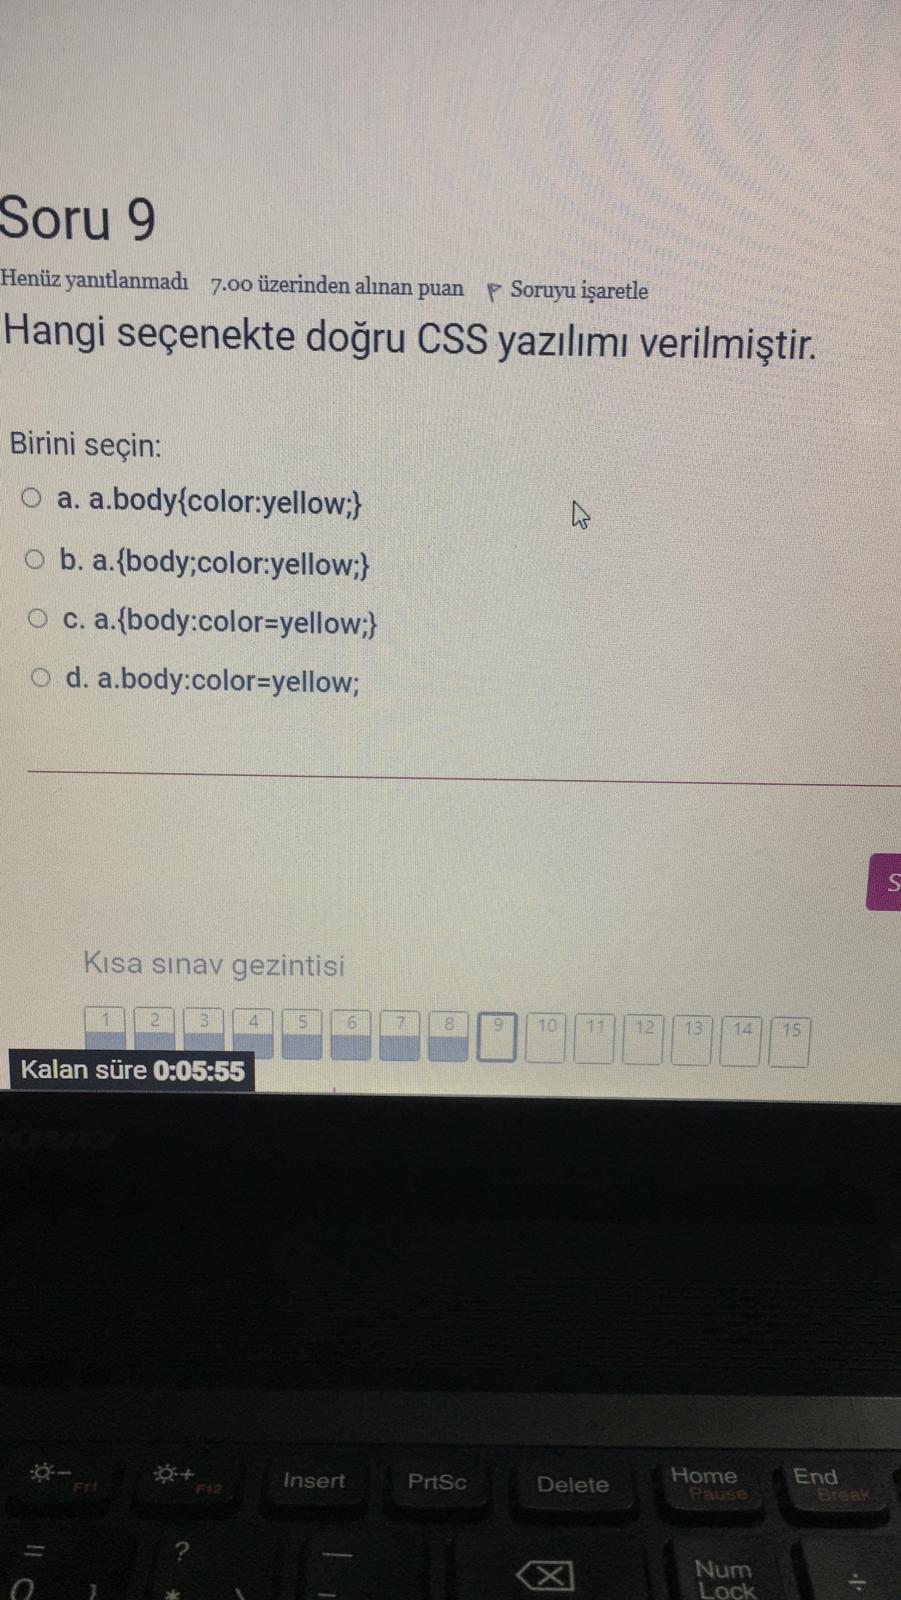 Soru 9
Henüz yanıtlanmadı 7.00 üzerinden alınan puan Soruyu işaretle
Hangi seçenekte doğru CSS yazılımı verilmiştir.
Birini seçin:
a. a.body{color:yellow;}
b. a.{body;color:yellow;}
c. a.{body:color=yellow;}
d. a.body:color=yellow;
S
Kısa sınav gezintisi
1 2 3 4 5 6 7 8 9 10 11 12 13 14 15
Kalan süre 0:05:55
F11 F12 Insert PrtSc Delete Home Pause End Break
= ? Num Lock ÷
0 } * \